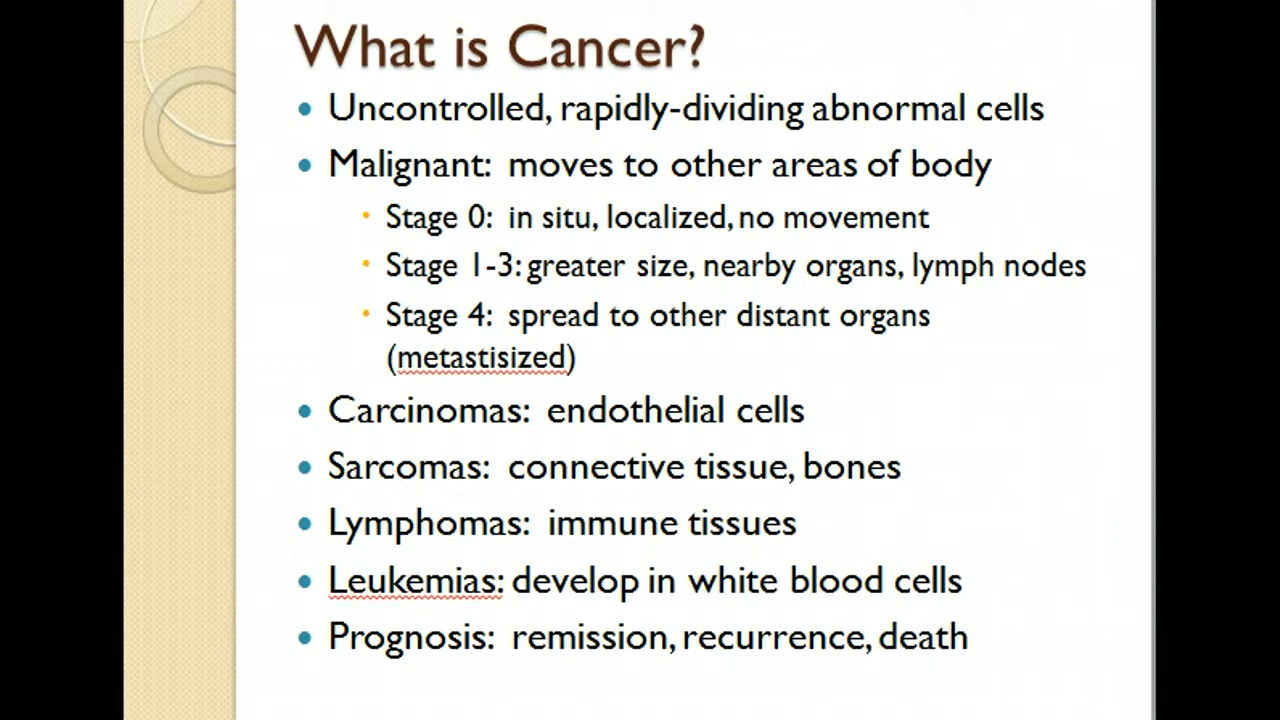 What is Cancer?
• Uncontrolled, rapidly-dividing abnormal cells
• Malignant: moves to other areas of body
• Stage 0: in situ, localized, no movement
• Stage 1-3: greater size, nearby organs, lymph nodes
• Stage 4: spread to other distant organs
(metastisized)
• Carcinomas: endothelial cells
• Sarcomas: connective tissue, bones
• Lymphomas: immune tissues
• Leukemias: develop in white blood cells
• Prognosis: remission, recurrence, death